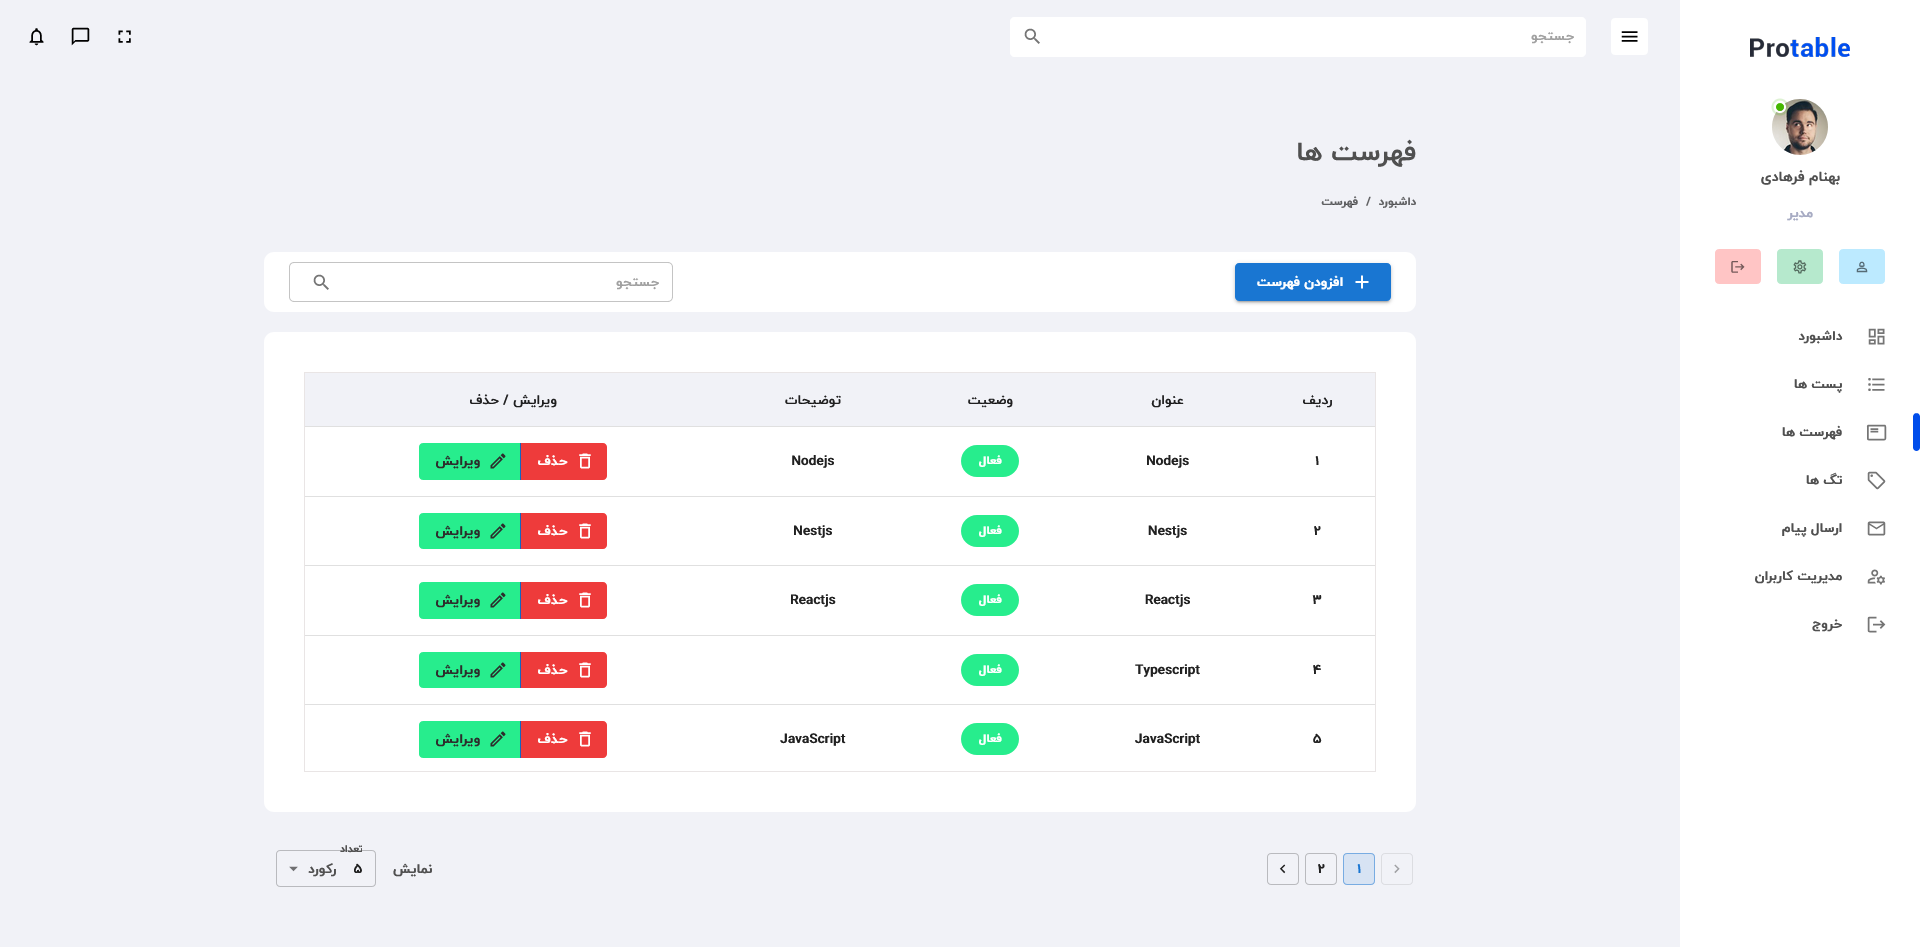 Protable
بهنام فرهادی
مدیر
داشبورد
پست ها
فهرست ها
تگ ها
ارسال پیام
مدیریت کاربران
خروج
جستجو
فهرست ها
داشبورد / فهرست
افزودن فهرست
جستجو
ردیف عنوان وضعیت توضیحات ویرایش / حذف
۱ Nodejs فعال Nodejs حذف ویرایش
۲ Nestjs فعال Nestjs حذف ویرایش
۳ Reactjs فعال Reactjs حذف ویرایش
۴ Typescript فعال حذف ویرایش
۵ JavaScript فعال JavaScript حذف ویرایش
۱ ۲
نمایش
تعداد
۵ رکورد